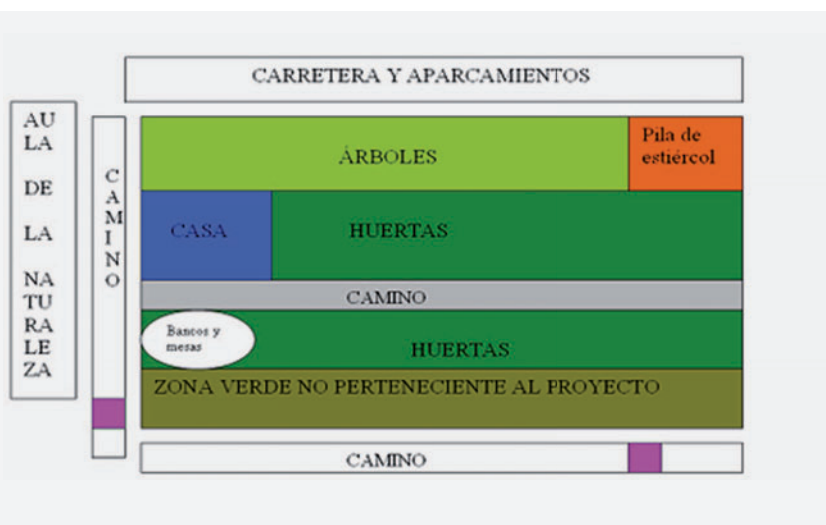 CARRETERA Y APARCAMIENTOS
AU
LA
DE
LA
NA
TU
RA
LE
ZA
C
A
M
I
N
O
ÁRBOLES
Pila de
estiércol
CASA
HUERTAS
CAMINO
Bancos y
mesas
HUERTAS
ZONA VERDE NO PERTENECIENTE AL PROYECTO
CAMINO